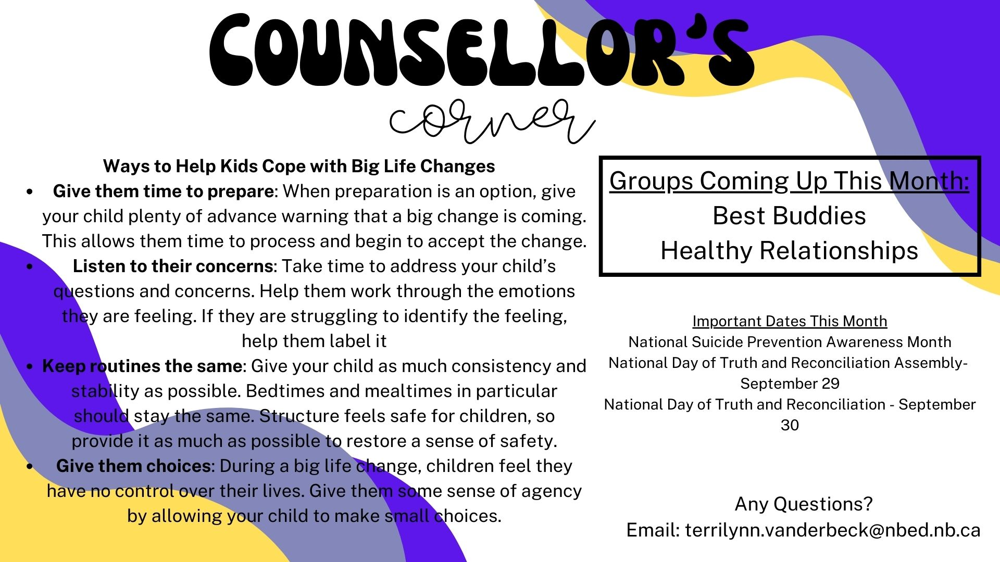 COUNSELLOR'S
corner
Ways to Help Kids Cope with Big Life Changes
• Give them time to prepare: When preparation is an option, give
your child plenty of advance warning that a big change is coming.
This allows them time to process and begin to accept the change.
• Listen to their concerns: Take time to address your child’s
questions and concerns. Help them work through the emotions
they are feeling. If they are struggling to identify the feeling,
help them label it
• Keep routines the same: Give your child as much consistency and
stability as possible. Bedtimes and mealtimes in particular
should stay the same. Structure feels safe for children, so
provide it as much as possible to restore a sense of safety.
• Give them choices: During a big life change, children feel they
have no control over their lives. Give them some sense of agency
by allowing your child to make small choices.
Groups Coming Up This Month:
Best Buddies
Healthy Relationships
Important Dates This Month
National Suicide Prevention Awareness Month
National Day of Truth and Reconciliation Assembly-
September 29
National Day of Truth and Reconciliation - September
30
Any Questions?
Email: terrilynn.vanderbeck@nbed.nb.ca